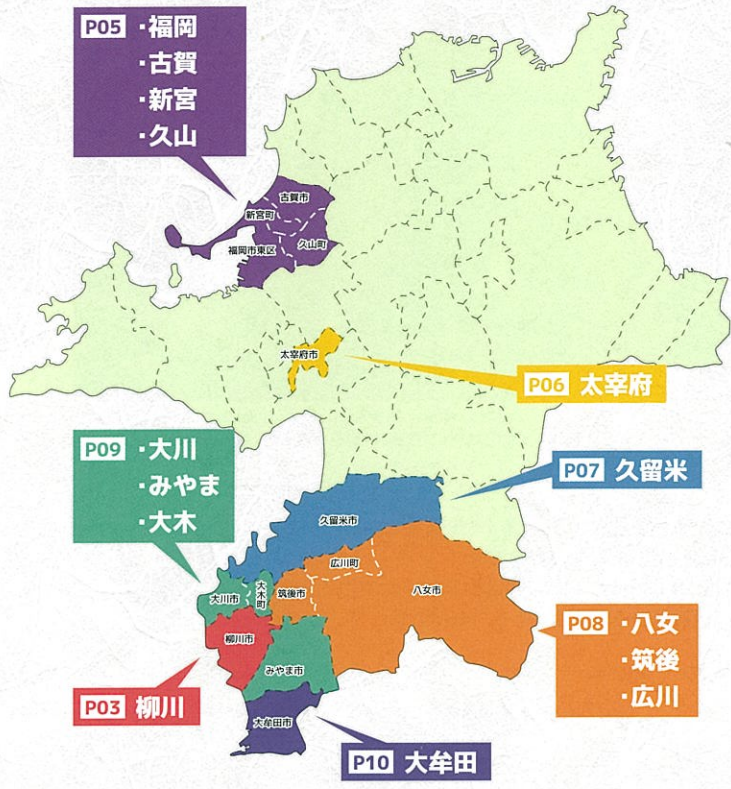 P05 ・福岡
・古賀
・新宮
・久山
古賀市
新宮町
福岡市東区
久山町
太宰府市
P06 太宰府
P09 ・大川
・みやま
・大木
P07 久留米
久留米市
広川町
大川市
大木町
筑後市
八女市
柳川市
みやま市
P08 ・八女
・筑後
・広川
P03 柳川
大牟田市
P10 大牟田